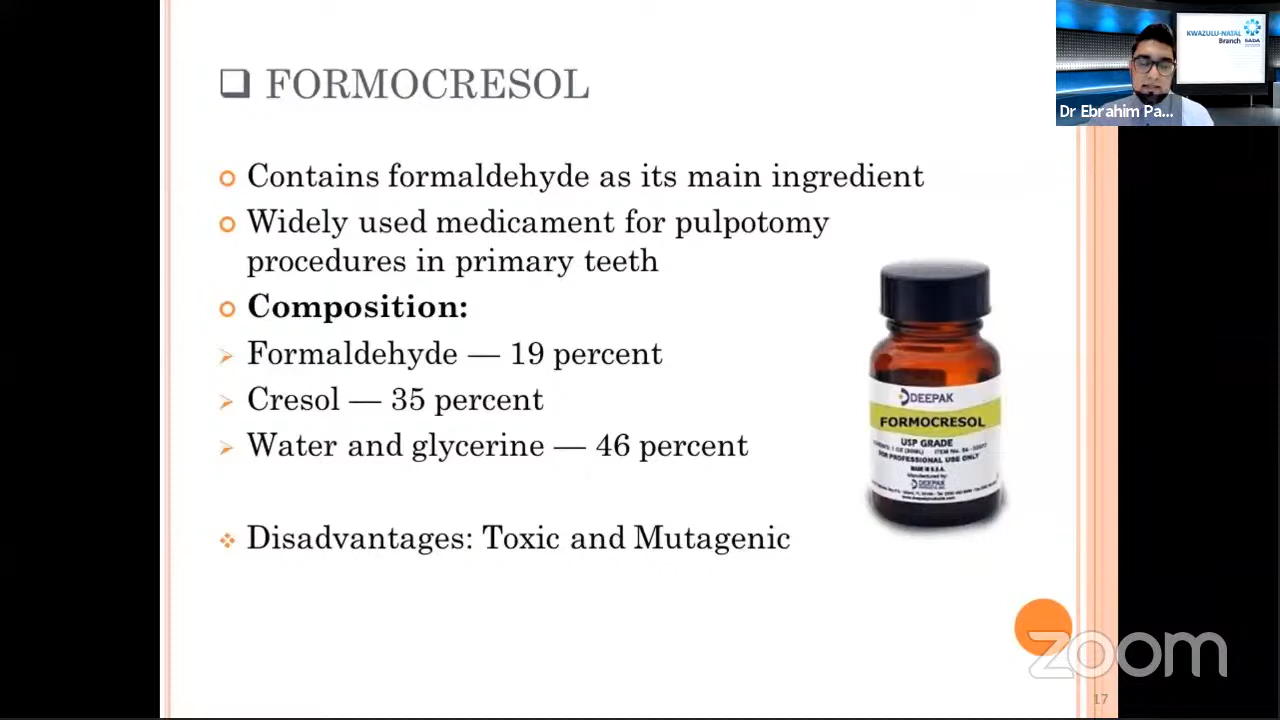 FORMOCRESOL
Contains formaldehyde as its main ingredient
Widely used medicament for pulpotomy
procedures in primary teeth
Composition:
Formaldehyde — 19 percent
Cresol — 35 percent
Water and glycerine — 46 percent
Disadvantages: Toxic and Mutagenic
DEEPAK
FORMOCRESOL
USP GRADE
FOR PROFESSIONAL USE ONLY
MADE IN U.S.A.
Manufactured by:
DEEPAK
KWAZULU-NATAL
Branch
SADA
Dr Ebrahim Pa...
zoom
17